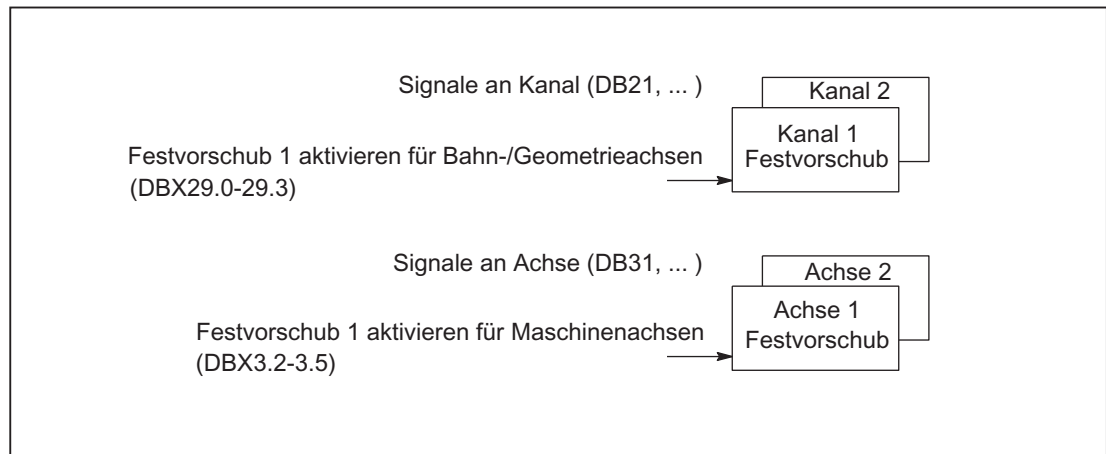 Signale an Kanal (DB21, ... )
Kanal 2
Kanal 1
Festvorschub
Festvorschub 1 aktivieren für Bahn-/Geometrieachsen
(DBX29.0-29.3)
Signale an Achse (DB31, ... )
Achse 2
Achse 1
Festvorschub
Festvorschub 1 aktivieren für Maschinenachsen
(DBX3.2-3.5)